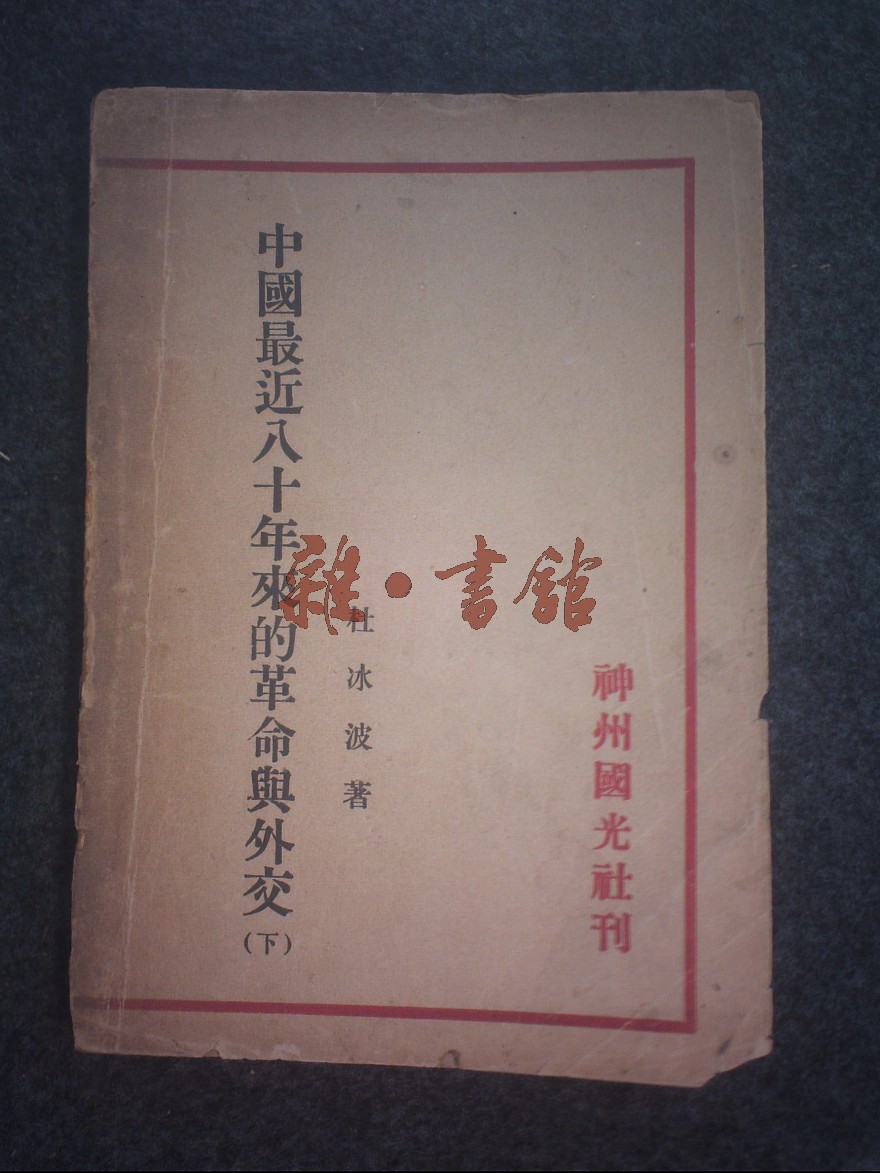 神州國光社刊
杜冰波著
中國最近八十年來的革命與外交(下)
雜•書館